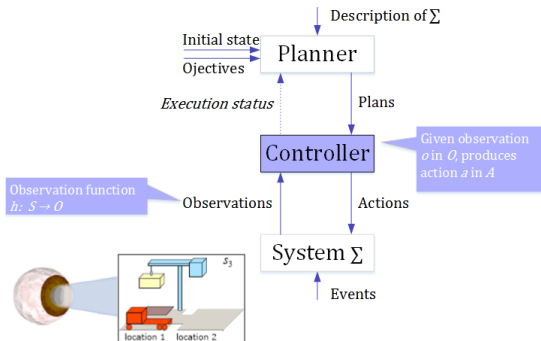 Description of Σ
Initial state
Ojectives
Planner
Execution status
Plans
Controller
Given observation
o in O, produces
action a in A
Observation function
h: S → O
Observations
Actions
System Σ
s3
Events
location 1 location 2